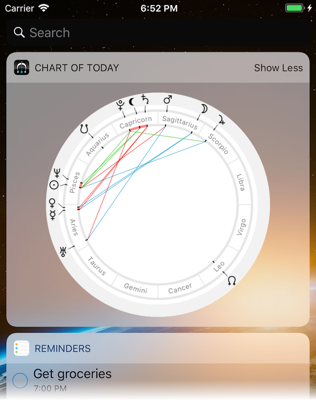 Carrier 6:52 PM
Search
CHART OF TODAY Show Less
Capricorn
Sagittarius
Aquarius
Scorpio
Pisces
Libra
Aries
Virgo
Taurus
Leo
Gemini
Cancer
REMINDERS
Get groceries
7:00 PM